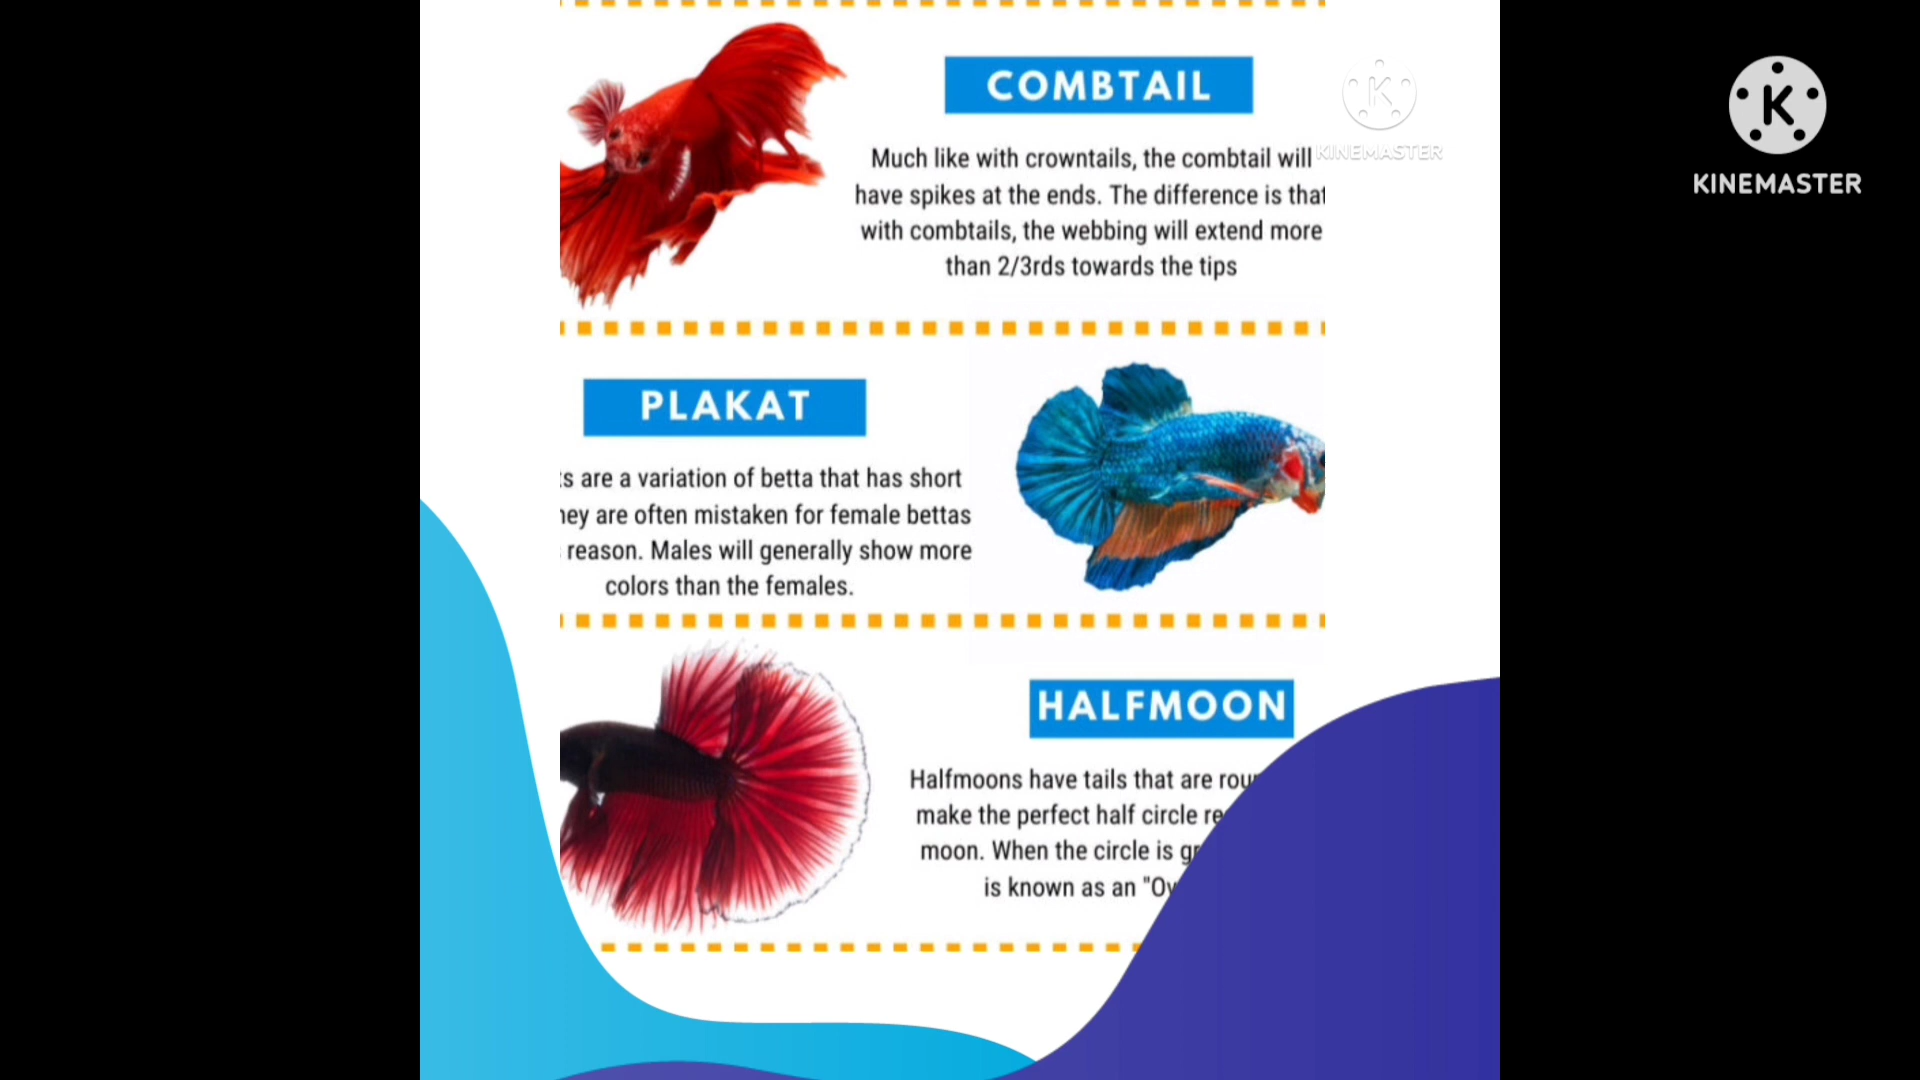 COMBTAIL
KINEMASTER
KINEMASTER
Much like with crowntails, the combtail will
have spikes at the ends. The difference is that
with combtails, the webbing will extend more
than 2/3rds towards the tips
PLAKAT
are a variation of betta that has short
are often mistaken for female bettas
reason. Males will generally show more
colors than the females.
HALFMOON
Halfmoons have tails that are
make the perfect half circle
moon. When the circle is
is known as an